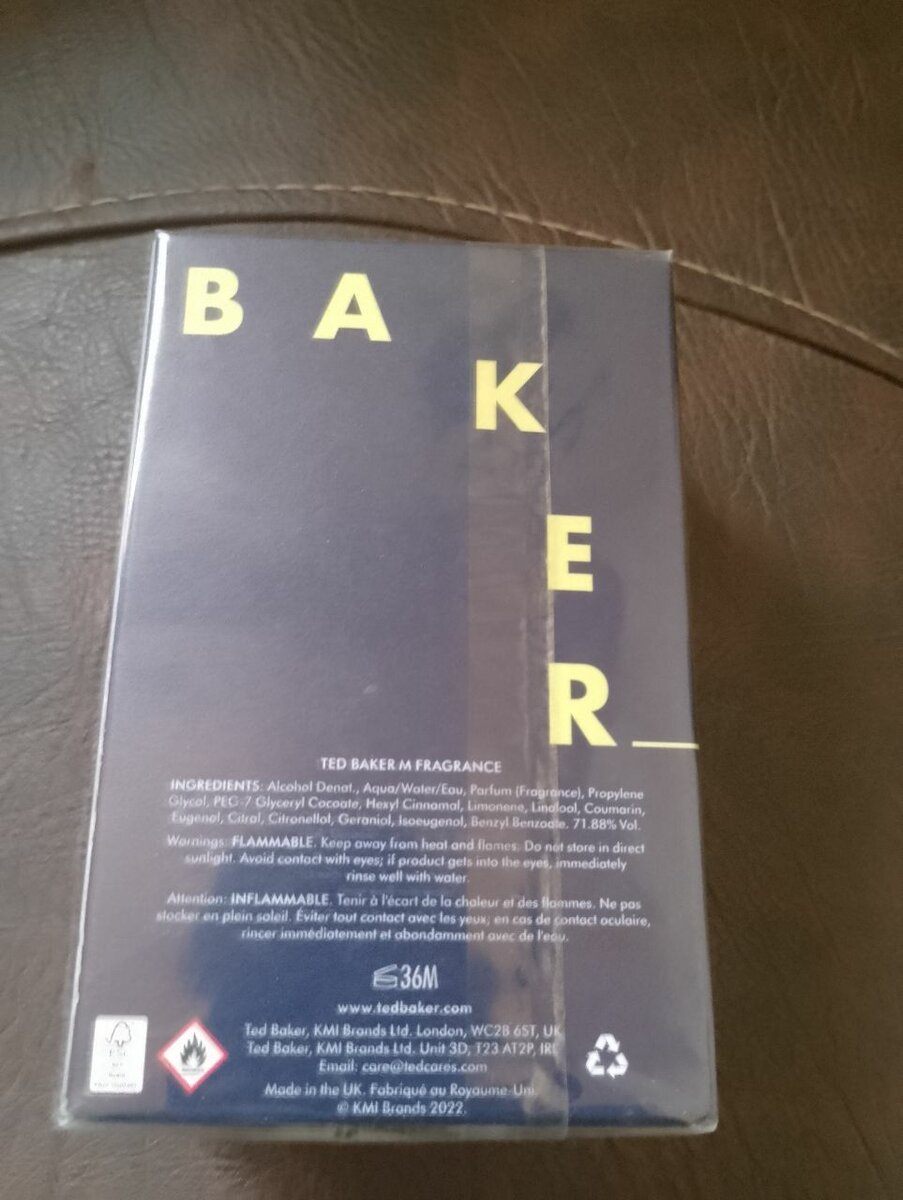 B A
K
E
R_
TED BAKER M FRAGRANCE
INGREDIENTS: Alcohol Denat., Aqua/Water/Eau, Parfum (Fragrance), Propylene
Glycol, PEG-7 Glyceryl Cocoate, Hexyl Cinnamal, Limonene, Linalool, Coumarin,
Eugenol, Citral, Citronellol, Geraniol, Isoeugenol, Benzyl Benzoate. 71.88% Vol.
Warnings: FLAMMABLE. Keep away from heat and flames. Do not store in direct
sunlight. Avoid contact with eyes; if product gets into the eyes, immediately
rinse well with water.
Attention: INFLAMMABLE. Tenir à l'écart de la chaleur et des flammes. Ne pas
stocker en plein soleil. Éviter tout contact avec les yeux; en cas de contact oculaire,
rincer immédiatement et abondamment avec de l'eau.
36M
www.tedbaker.com
Ted Baker, KMI Brands Ltd. London, WC2B 6ST, UK
Ted Baker, KMI Brands Ltd. Unit 3D, T23 AT2P, IRL
Email: care@tedcares.com
Made in the UK. Fabriqué au Royaume-Uni.
© KMI Brands 2022.
FSC